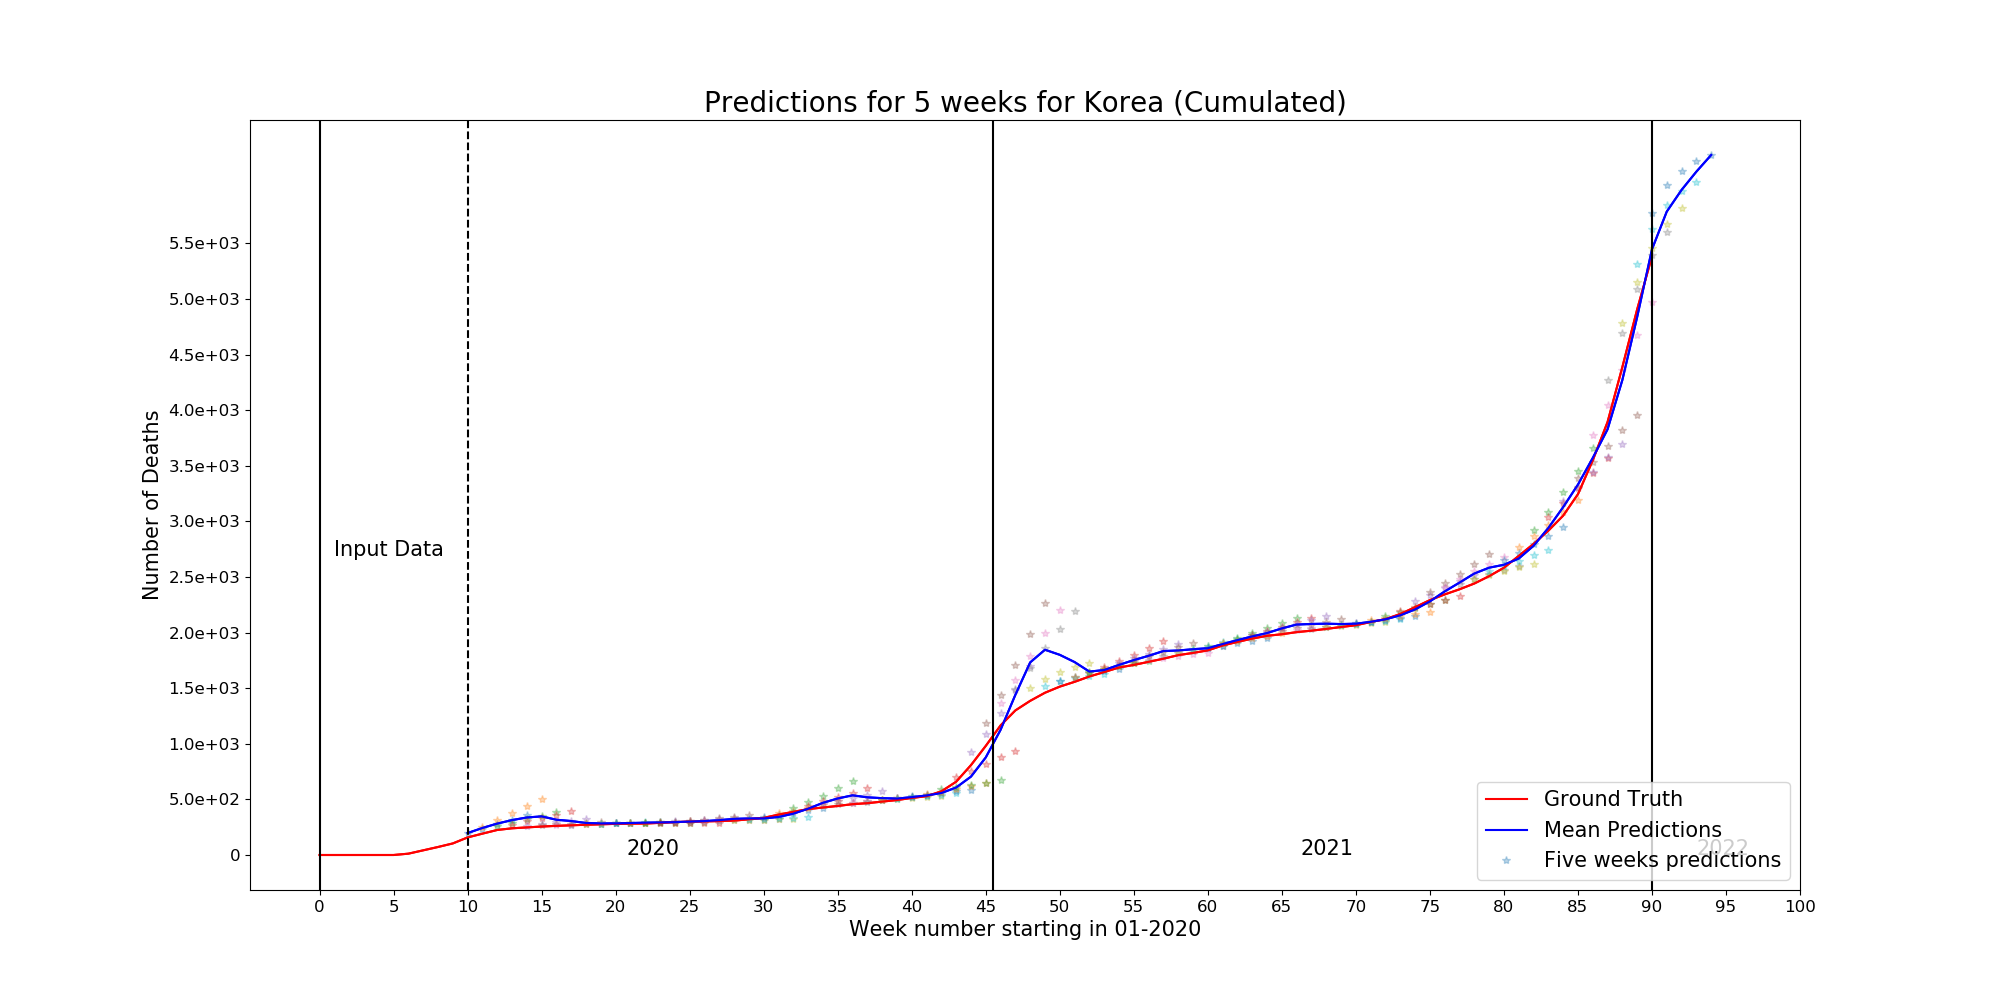 Predictions for 5 weeks for Korea (Cumulated)
Number of Deaths
5.5e+03
5.0e+03
4.5e+03
4.0e+03
3.5e+03
3.0e+03
2.5e+03
2.0e+03
1.5e+03
1.0e+03
5.0e+02
0
Input Data
2020
2021
2022
Ground Truth
Mean Predictions
Five weeks predictions
0 5 10 15 20 25 30 35 40 45 50 55 60 65 70 75 80 85 90 95 100
Week number starting in 01-2020